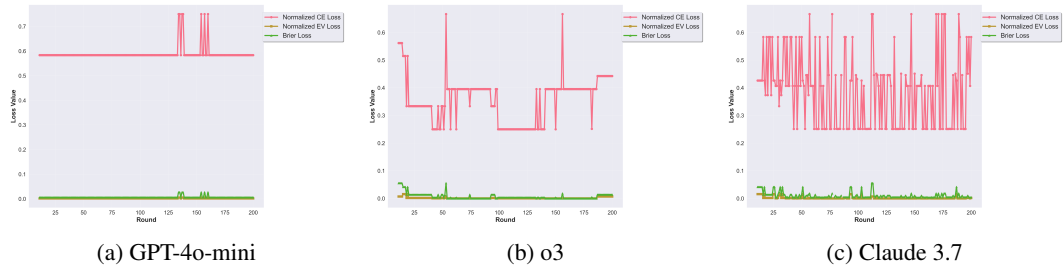 Normalized CE Loss
Normalized EV Loss
Brier Loss
0.7
0.6
0.5
0.4
0.3
0.2
0.1
0.0
Loss Value
25 50 75 100 125 150 175 200
Round
(a) GPT-4o-mini
Normalized CE Loss
Normalized EV Loss
Brier Loss
0.6
0.5
0.4
0.3
0.2
0.1
0.0
Loss Value
25 50 75 100 125 150 175 200
Round
(b) o3
Normalized CE Loss
Normalized EV Loss
Brier Loss
0.6
0.5
0.4
0.3
0.2
0.1
0.0
Loss Value
25 50 75 100 125 150 175 200
Round
(c) Claude 3.7